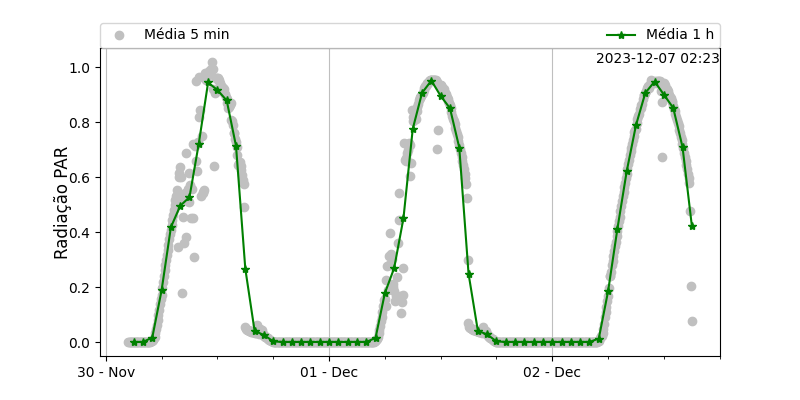 Média 5 min
Média 1 h
2023-12-07 02:23
1.0
0.8
0.6
0.4
0.2
0.0
Radiação PAR
30 - Nov
01 - Dec
02 - Dec